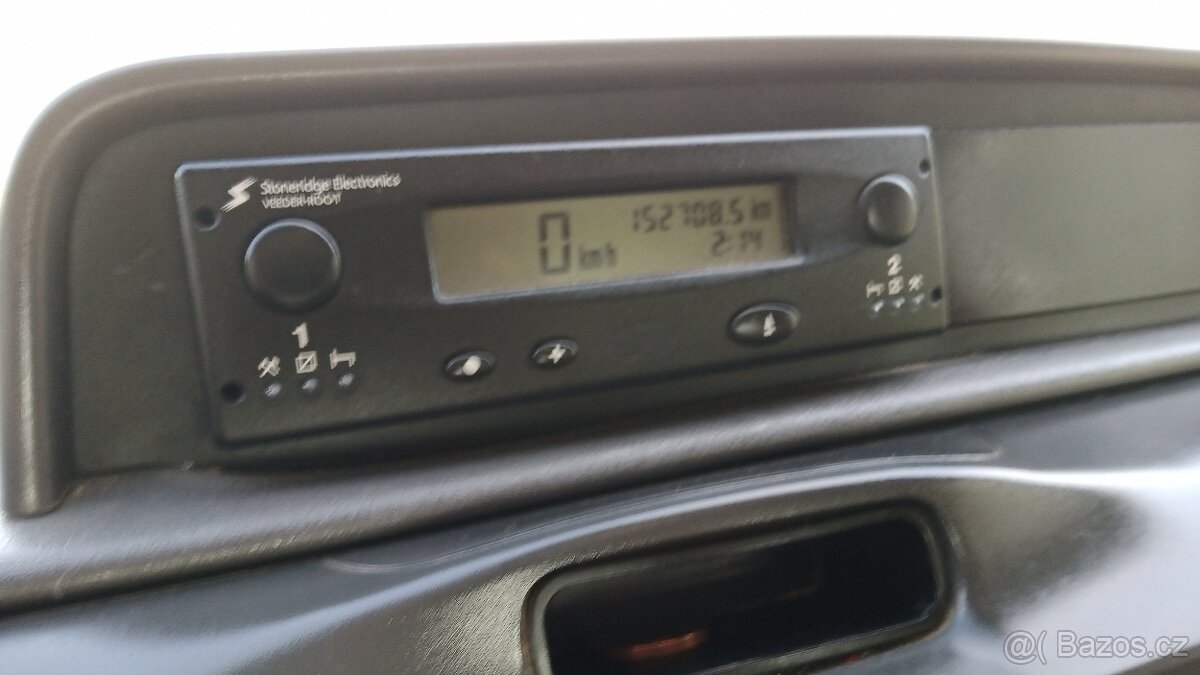 Stoneridge Electronics
VEEDER-ROOT
0 km/h
152708.5 km
2:14
1
2
@( Bazos.cz